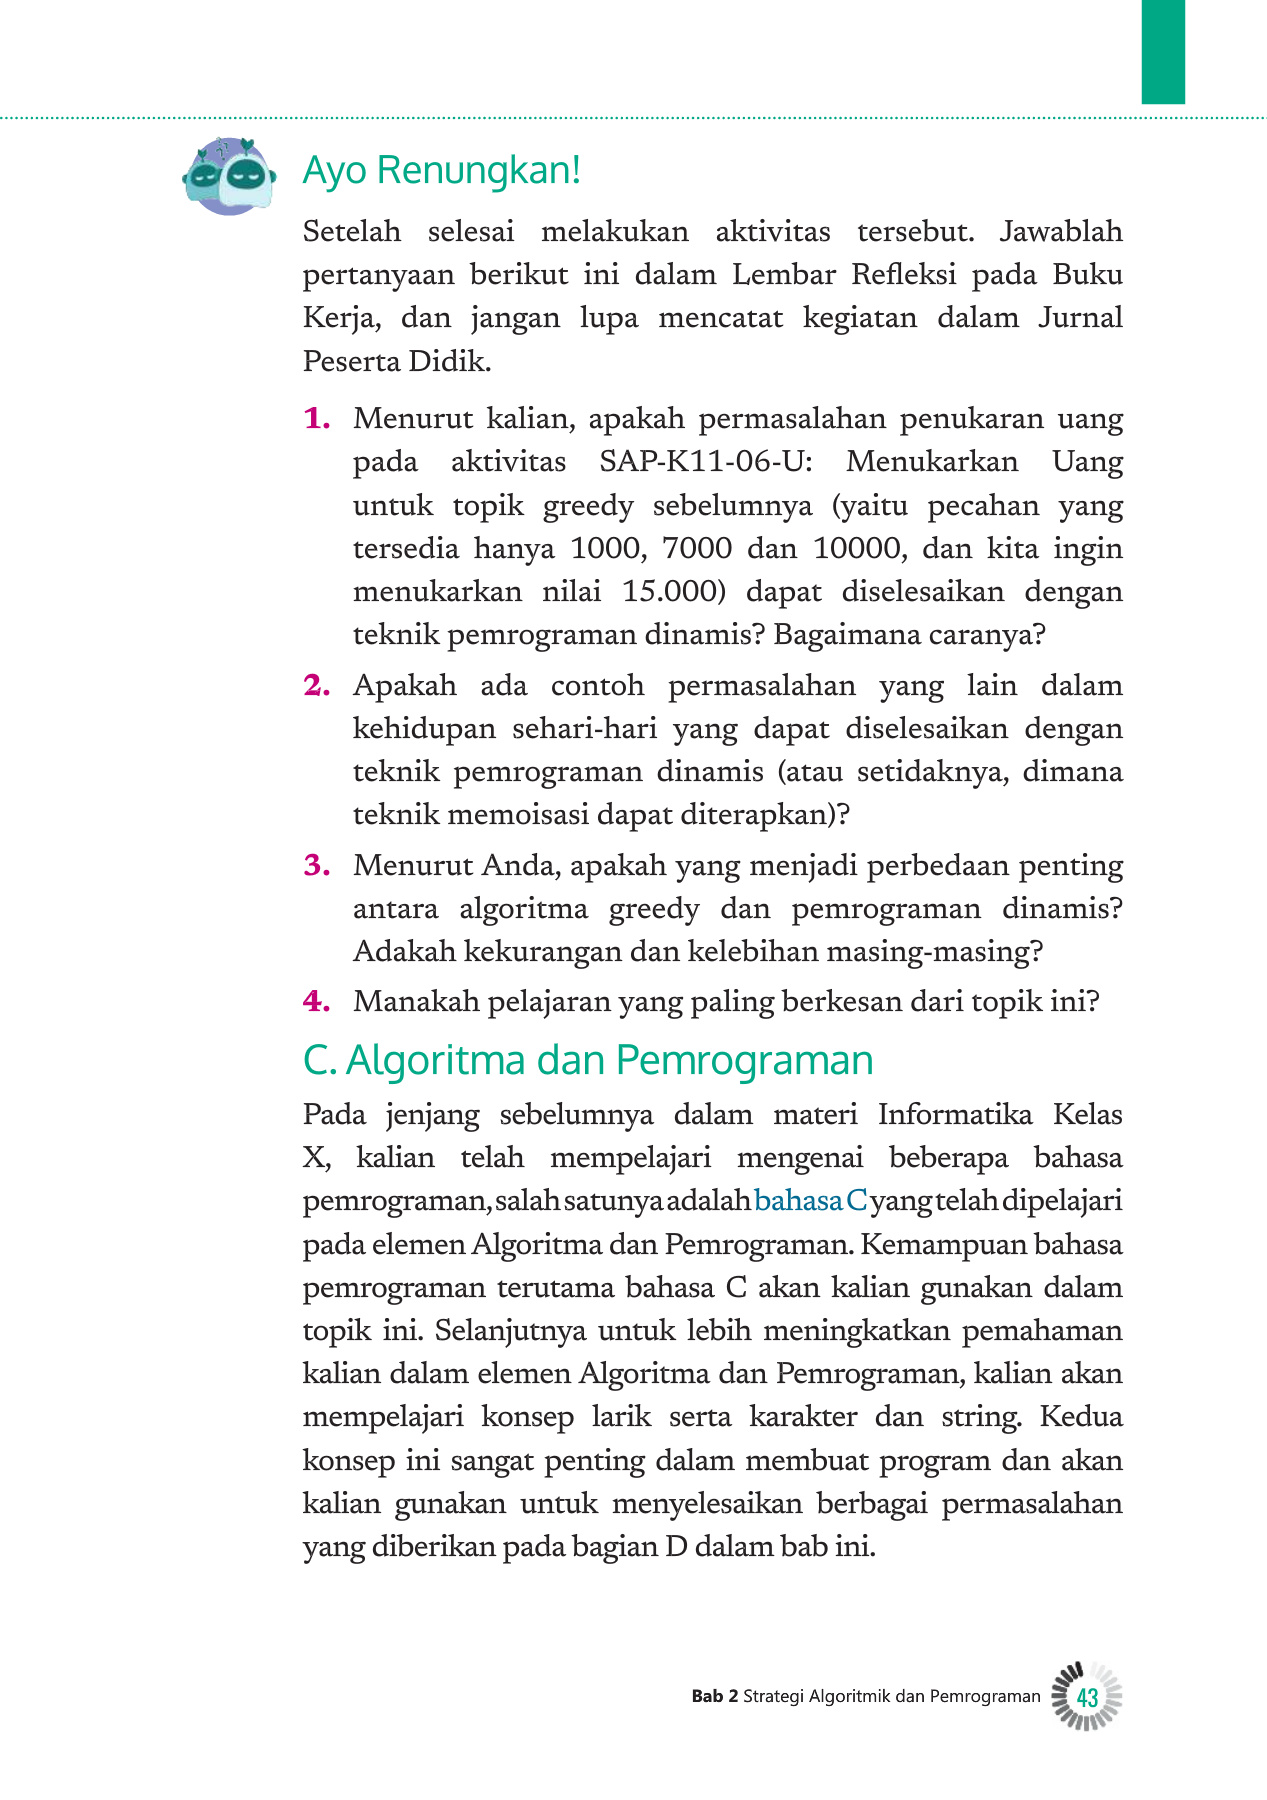 Ayo Renungkan!
Setelah selesai melakukan aktivitas tersebut. Jawablah
pertanyaan berikut ini dalam Lembar Refleksi pada Buku
Kerja, dan jangan lupa mencatat kegiatan dalam Jurnal
Peserta Didik.
1. Menurut kalian, apakah permasalahan penukaran uang
pada aktivitas SAP-K11-06-U: Menukarkan Uang
untuk topik greedy sebelumnya (yaitu pecahan yang
tersedia hanya 1000, 7000 dan 10000, dan kita ingin
menukarkan nilai 15.000) dapat diselesaikan dengan
teknik pemrograman dinamis? Bagaimana caranya?
2. Apakah ada contoh permasalahan yang lain dalam
kehidupan sehari-hari yang dapat diselesaikan dengan
teknik pemrograman dinamis (atau setidaknya, dimana
teknik memoisasi dapat diterapkan)?
3. Menurut Anda, apakah yang menjadi perbedaan penting
antara algoritma greedy dan pemrograman dinamis?
Adakah kekurangan dan kelebihan masing-masing?
4. Manakah pelajaran yang paling berkesan dari topik ini?
C. Algoritma dan Pemrograman
Pada jenjang sebelumnya dalam materi Informatika Kelas
X, kalian telah mempelajari mengenai beberapa bahasa
pemrograman, salah satunya adalah bahasa C yang telah dipelajari
pada elemen Algoritma dan Pemrograman. Kemampuan bahasa
pemrograman terutama bahasa C akan kalian gunakan dalam
topik ini. Selanjutnya untuk lebih meningkatkan pemahaman
kalian dalam elemen Algoritma dan Pemrograman, kalian akan
mempelajari konsep larik serta karakter dan string. Kedua
konsep ini sangat penting dalam membuat program dan akan
kalian gunakan untuk menyelesaikan berbagai permasalahan
yang diberikan pada bagian D dalam bab ini.
Bab 2 Strategi Algoritmik dan Pemrograman 43